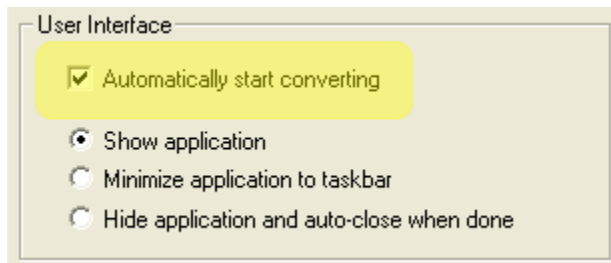 User Interface
Automatically start converting
Show application
Minimize application to taskbar
Hide application and auto-close when done